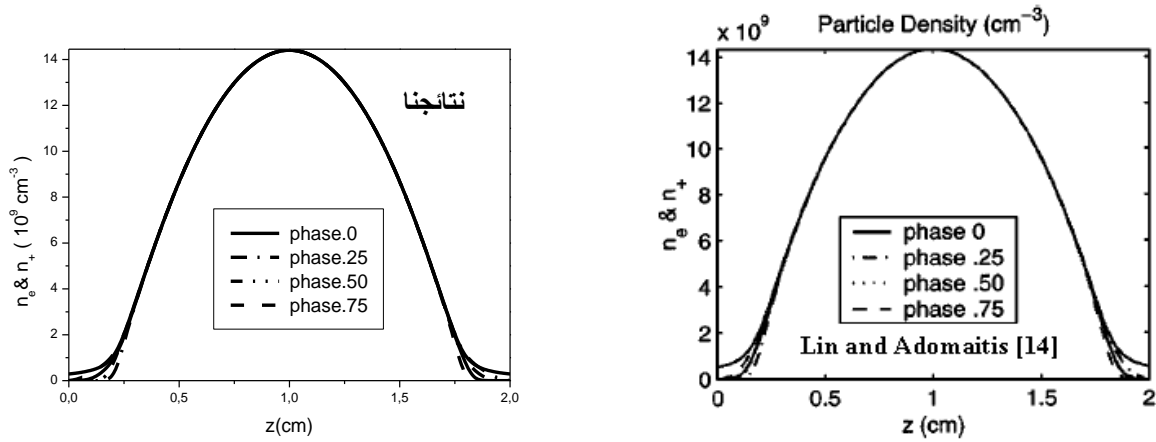 14
12
10
8
6
4
2
0
n_e & n_+ ( 10^9 cm^-3)
نتائجنا
phase.0
phase.25
phase.50
phase.75
0,0 0,5 1,0 1,5 2,0
z(cm)
x 10^9 Particle Density (cm^-3)
14
12
10
8
6
4
2
0
n_e & n_+
phase 0
phase .25
phase .50
phase .75
Lin and Adomaitis [14]
0 0.5 1 1.5 2
z (cm)